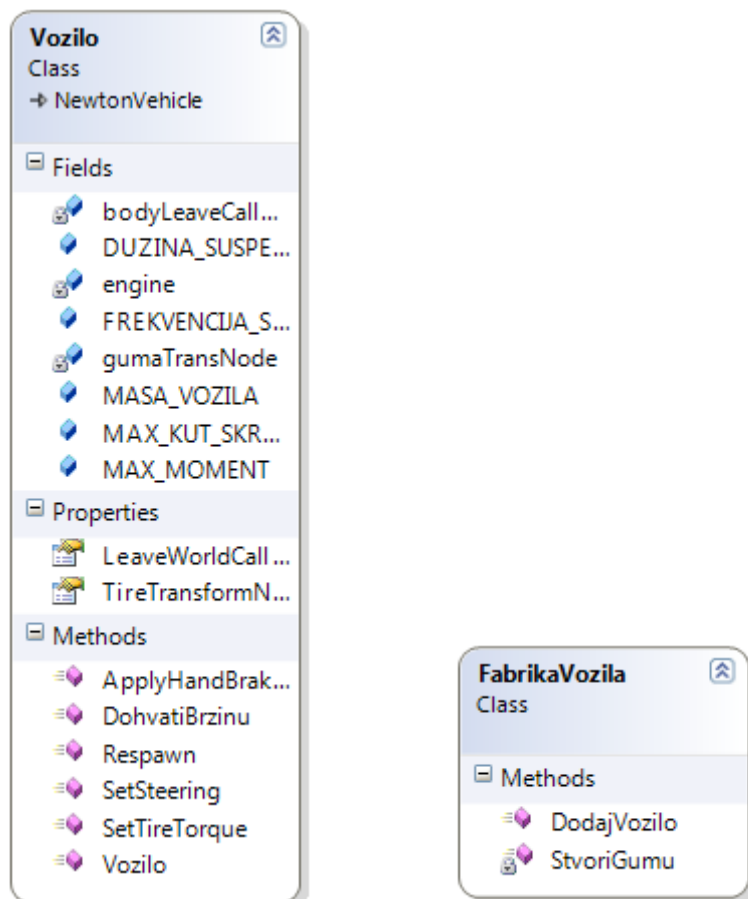 Vozilo
Class
NewtonVehicle
Fields
bodyLeaveCall...
DUZINA_SUSPE...
engine
FREKVENCIJA_S...
gumaTransNode
MASA_VOZILA
MAX_KUT_SKR...
MAX_MOMENT
Properties
LeaveWorldCall...
TireTransformN...
Methods
ApplyHandBrak...
DohvatiBrzinu
Respawn
SetSteering
SetTireTorque
Vozilo
FabrikaVozila
Class
Methods
DodajVozilo
StvoriGumu